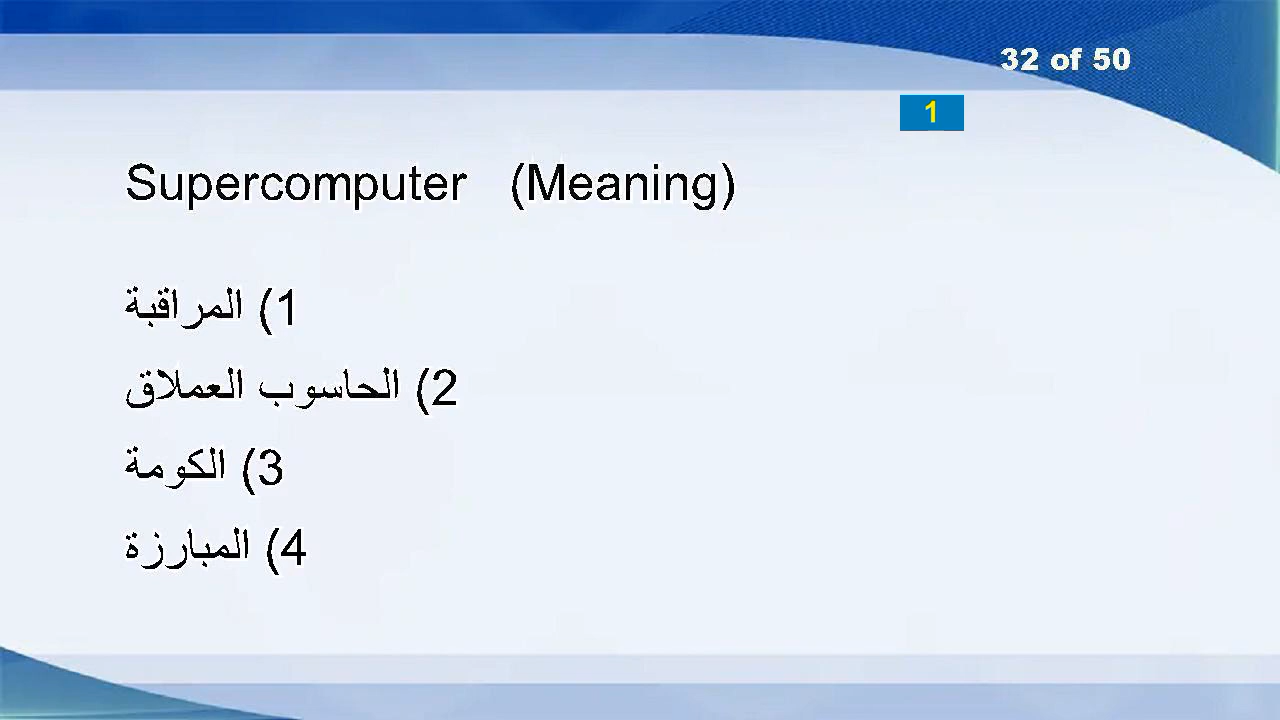 32 of 50
1
Supercomputer (Meaning)
1) المراقبة
2) الحاسوب العملاق
3) الكومة
4) المبارزة